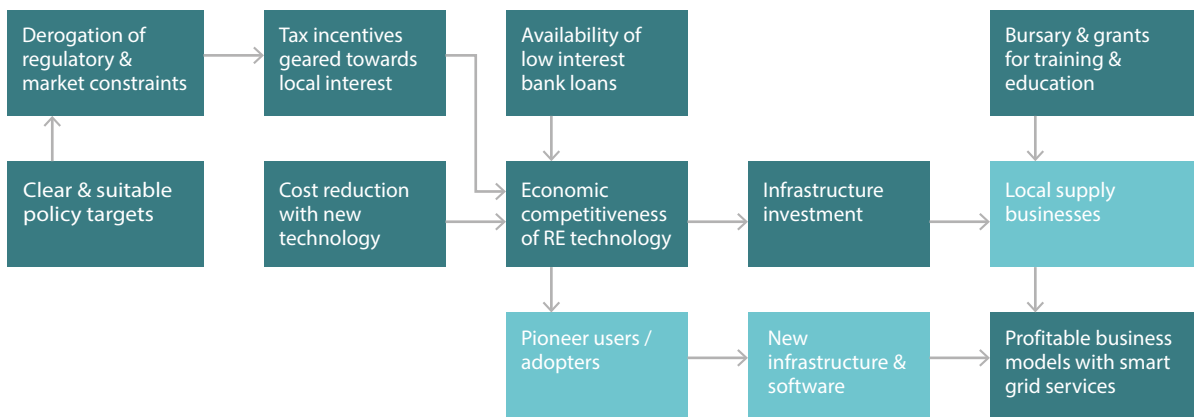 Derogation of
regulatory &
market constraints
Tax incentives
geared towards
local interest
Availability of
low interest
bank loans
Bursary & grants
for training &
education
Clear & suitable
policy targets
Cost reduction
with new
technology
Economic
competitiveness
of RE technology
Infrastructure
investment
Local supply
businesses
Pioneer users /
adopters
New
infrastructure &
software
Profitable business
models with smart
grid services